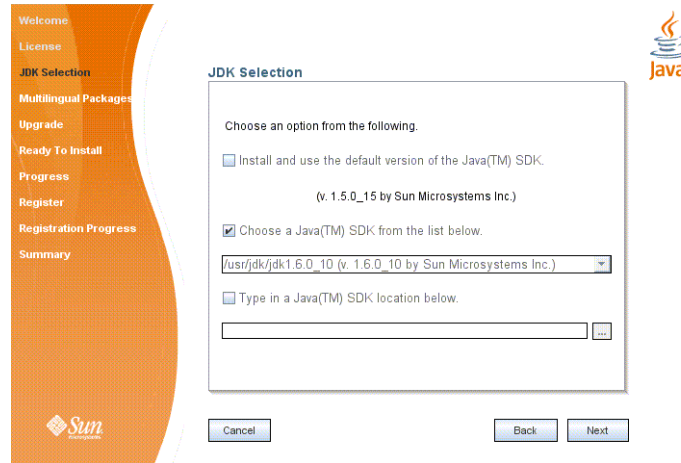 Welcome
License
JDK Selection
Multilingual Packages
Upgrade
Ready To Install
Progress
Register
Registration Progress
Summary
Sun
microsystems
Java
JDK Selection
Choose an option from the following.
Install and use the default version of the Java(TM) SDK.
(v. 1.5.0_15 by Sun Microsystems Inc.)
Choose a Java(TM) SDK from the list below.
/usr/jdk/jdk1.6.0_10 (v. 1.6.0_10 by Sun Microsystems Inc.)
Type in a Java(TM) SDK location below.
...
Cancel
Back
Next